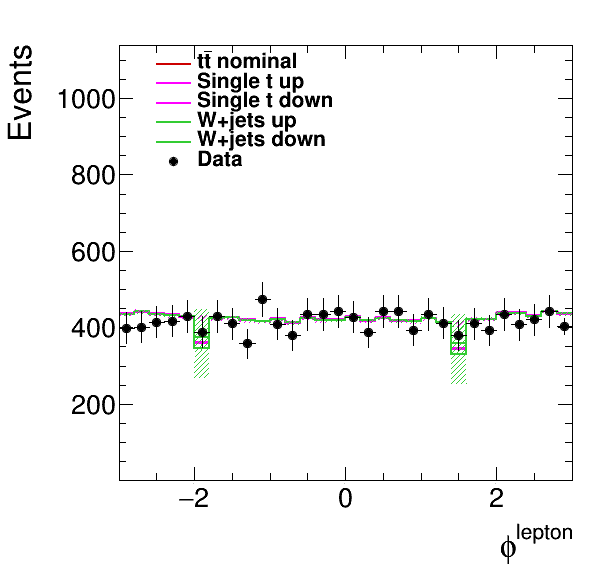 Events
tt̄ nominal
Single t up
Single t down
W+jets up
W+jets down
Data
1000
800
600
400
200
−2 0 2
ϕlepton